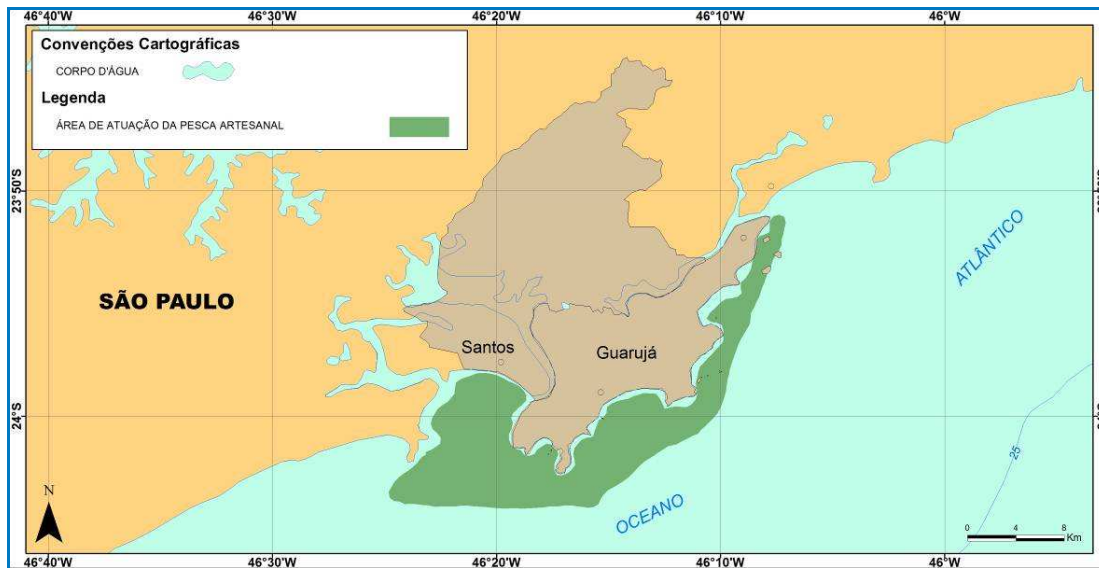 46°40'W 46°30'W 46°20'W 46°10'W 46°W
Convenções Cartográficas
CORPO D'ÁGUA
Legenda
ÁREA DE ATUAÇÃO DA PESCA ARTESANAL
23°50'S
ATLÂNTICO
SÃO PAULO
Santos
Guarujá
24°S 24°S
25
N
OCEANO
0 4 8
Km
46°40'W 46°30'W 46°20'W 46°10'W 46°W